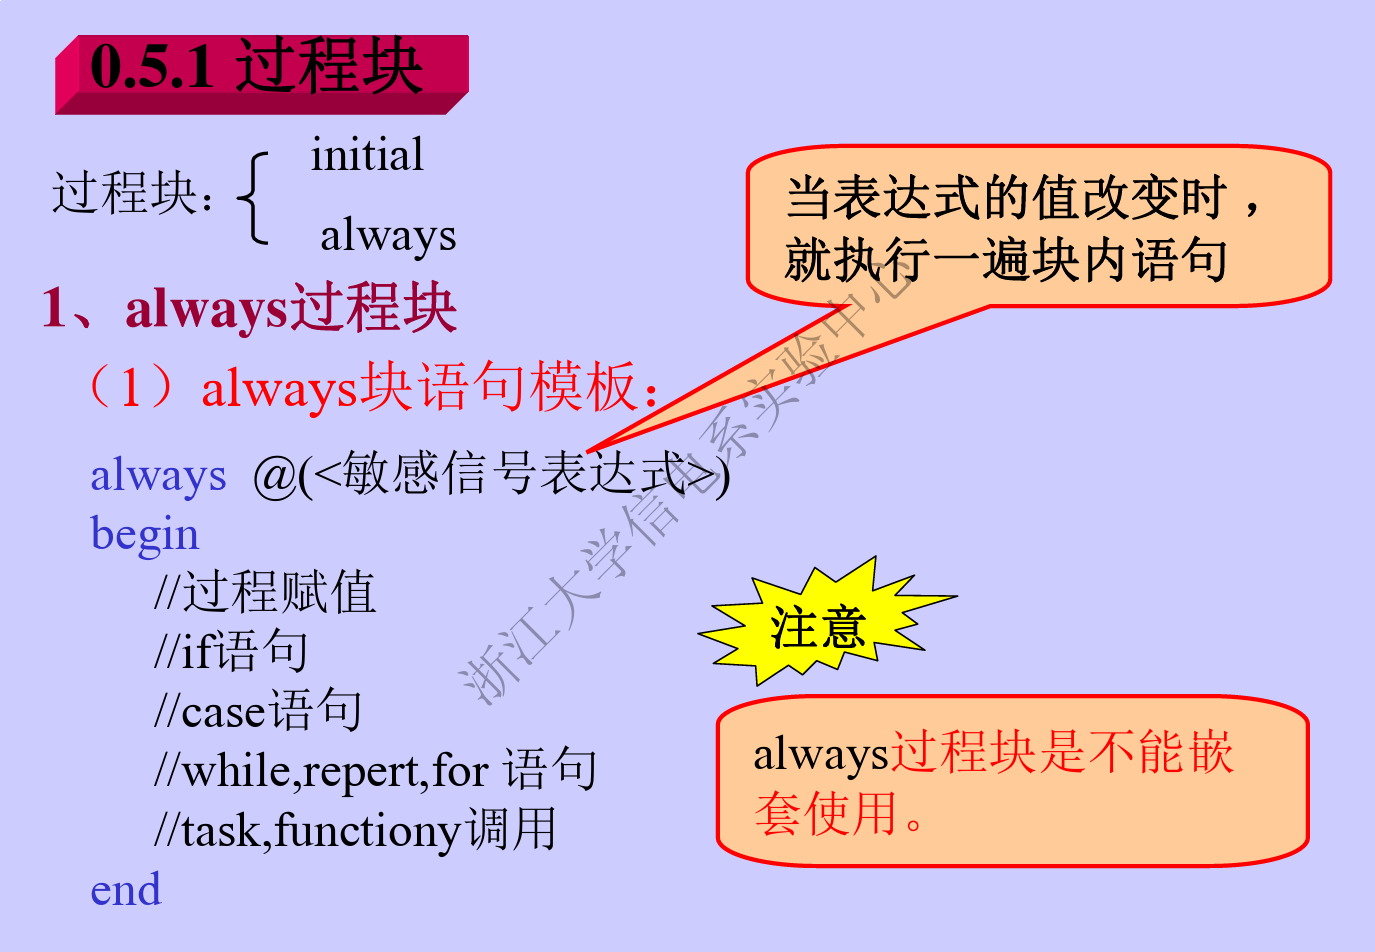 0.5.1 过程块
过程块：
initial
always
当表达式的值改变时，
就执行一遍块内语句
1、always过程块
（1）always块语句模板：
always @(<敏感信号表达式>)
begin
//过程赋值
//if语句
//case语句
//while,repert,for 语句
//task,functiony调用
end
注意
always过程块是不能嵌
套使用。
浙江大学信电系实验中心